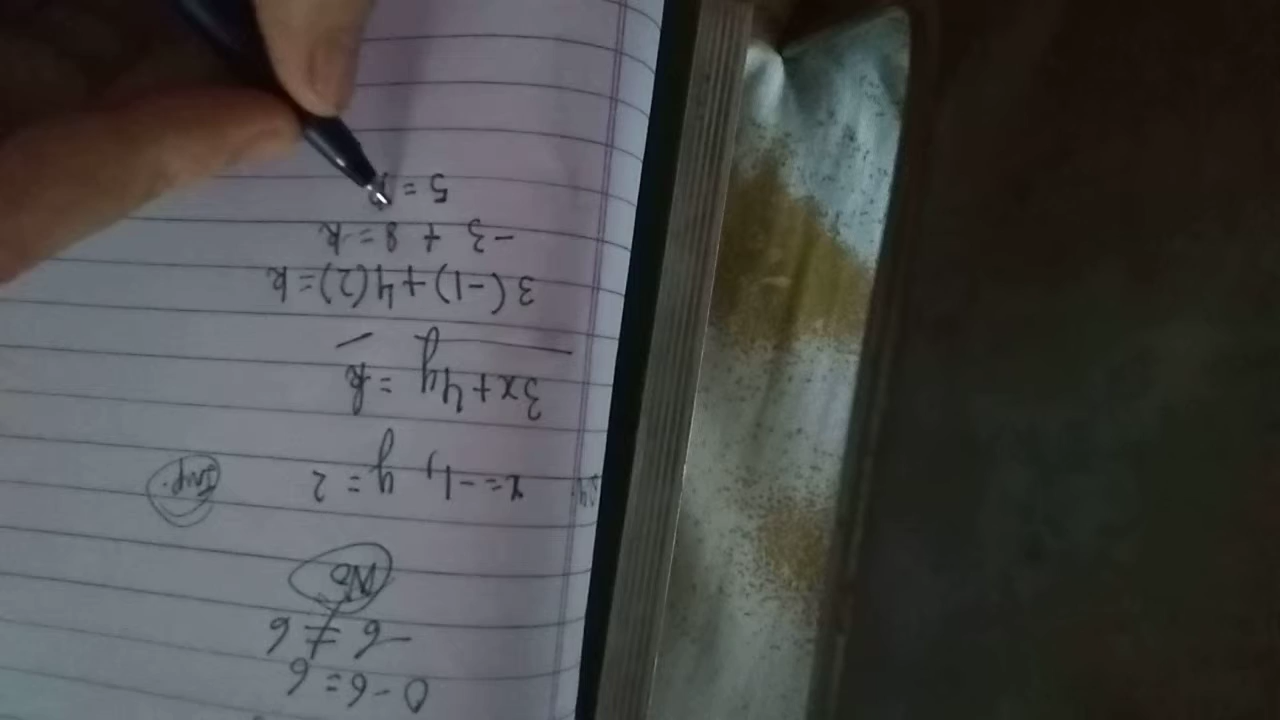 0 - 6 = 6
- 6 ≠ 6
No
24 x = -1, y = 2 Imp.
3x + 4y = k
3(-1) + 4(2) = k
- 3 + 8 = k
5 = k